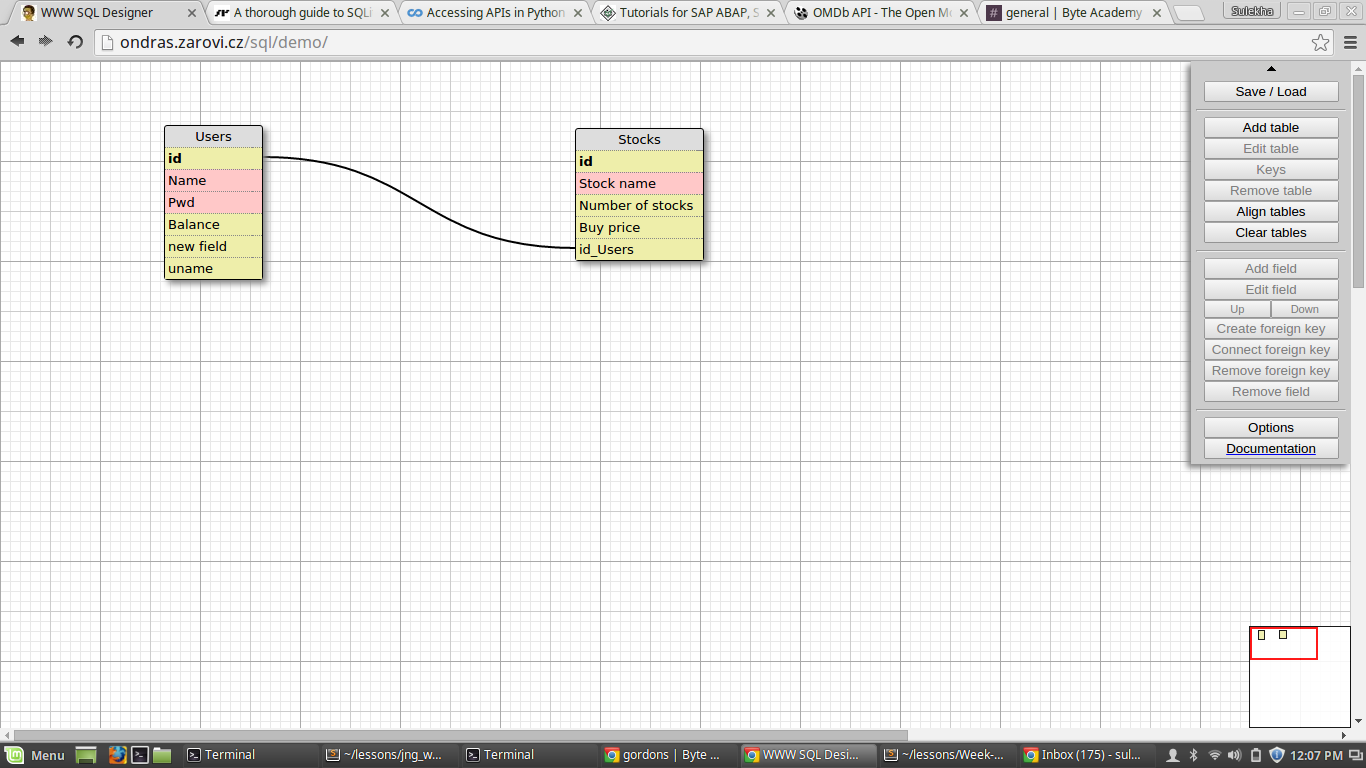 WWW SQL Designer
A thorough guide to SQLi
Accessing APIs in Python
Tutorials for SAP ABAP, S
OMDb API - The Open Mo
# general | Byte Academy
Sulekha
ondras.zarovi.cz/sql/demo/
Users
id
Name
Pwd
Balance
new field
uname
Stocks
id
Stock name
Number of stocks
Buy price
id_Users
Save / Load
Add table
Edit table
Keys
Remove table
Align tables
Clear tables
Add field
Edit field
Up Down
Create foreign key
Connect foreign key
Remove foreign key
Remove field
Options
Documentation
Menu
Terminal
~/lessons/jng_w...
Terminal
gordons | Byte ...
WWW SQL Desi...
~/lessons/Week-...
Inbox (175) - sul...
12:07 PM